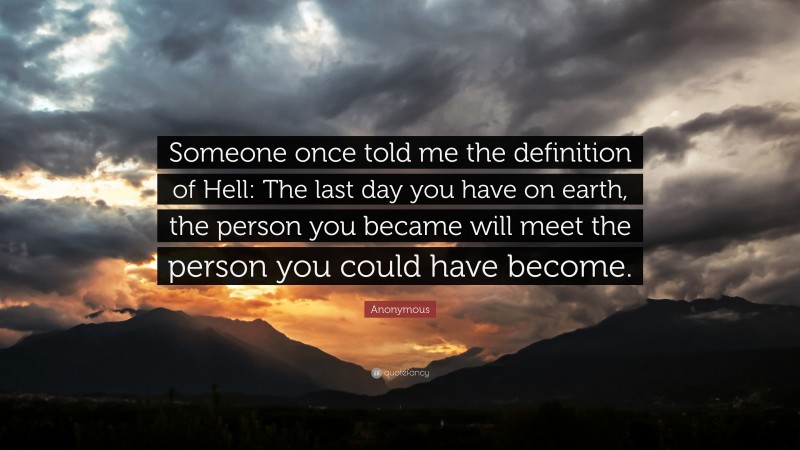 Someone once told me the definition
of Hell: The last day you have on earth,
the person you became will meet the
person you could have become.
Anonymous
quotefancy